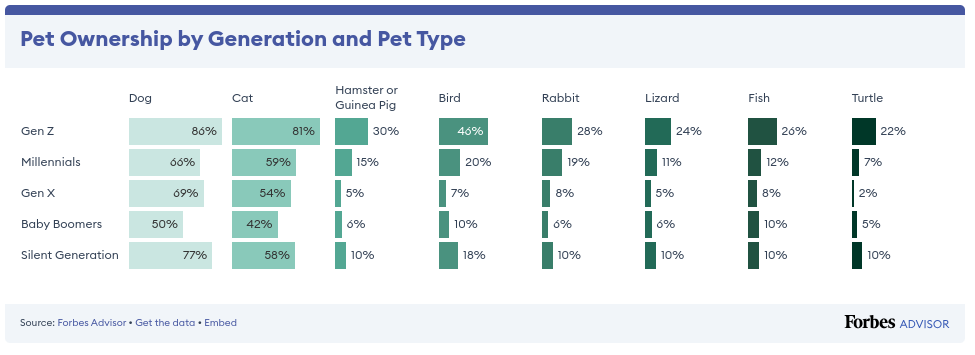 Pet Ownership by Generation and Pet Type
Dog Cat Hamster or Guinea Pig Bird Rabbit Lizard Fish Turtle
Gen Z 86% 81% 30% 46% 28% 24% 26% 22%
Millennials 66% 59% 15% 20% 19% 11% 12% 7%
Gen X 69% 54% 5% 7% 8% 5% 8% 2%
Baby Boomers 50% 42% 6% 10% 6% 6% 10% 5%
Silent Generation 77% 58% 10% 18% 10% 10% 10% 10%
Source: Forbes Advisor • Get the data • Embed
Forbes ADVISOR